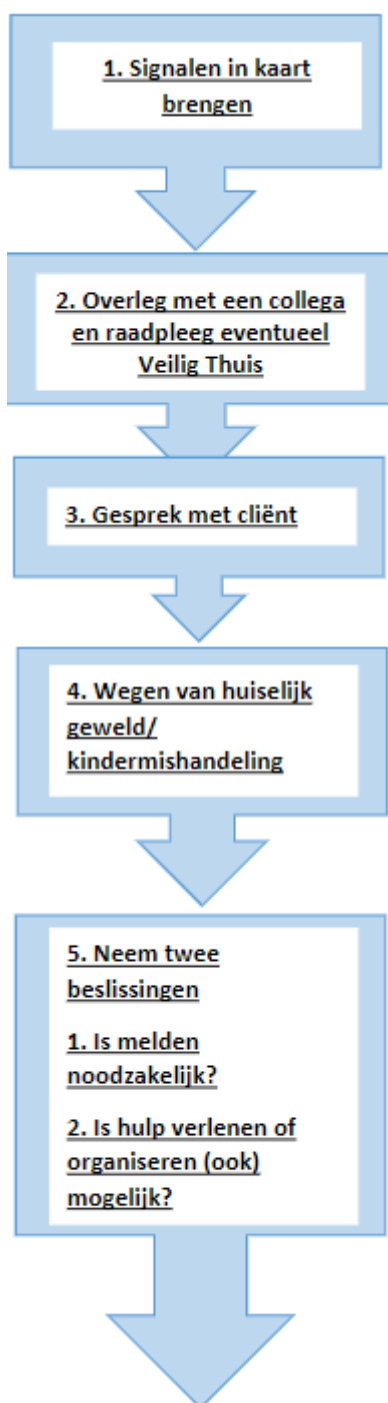 1. Signalen in kaart
brengen
2. Overleg met een collega
en raadpleeg eventueel
Veilig Thuis
3. Gesprek met cliënt
4. Wegen van huiselijk
geweld/
kindermishandeling
5. Neem twee
beslissingen
1. Is melden
noodzakelijk?
2. Is hulp verlenen of
organiseren (ook)
mogelijk?